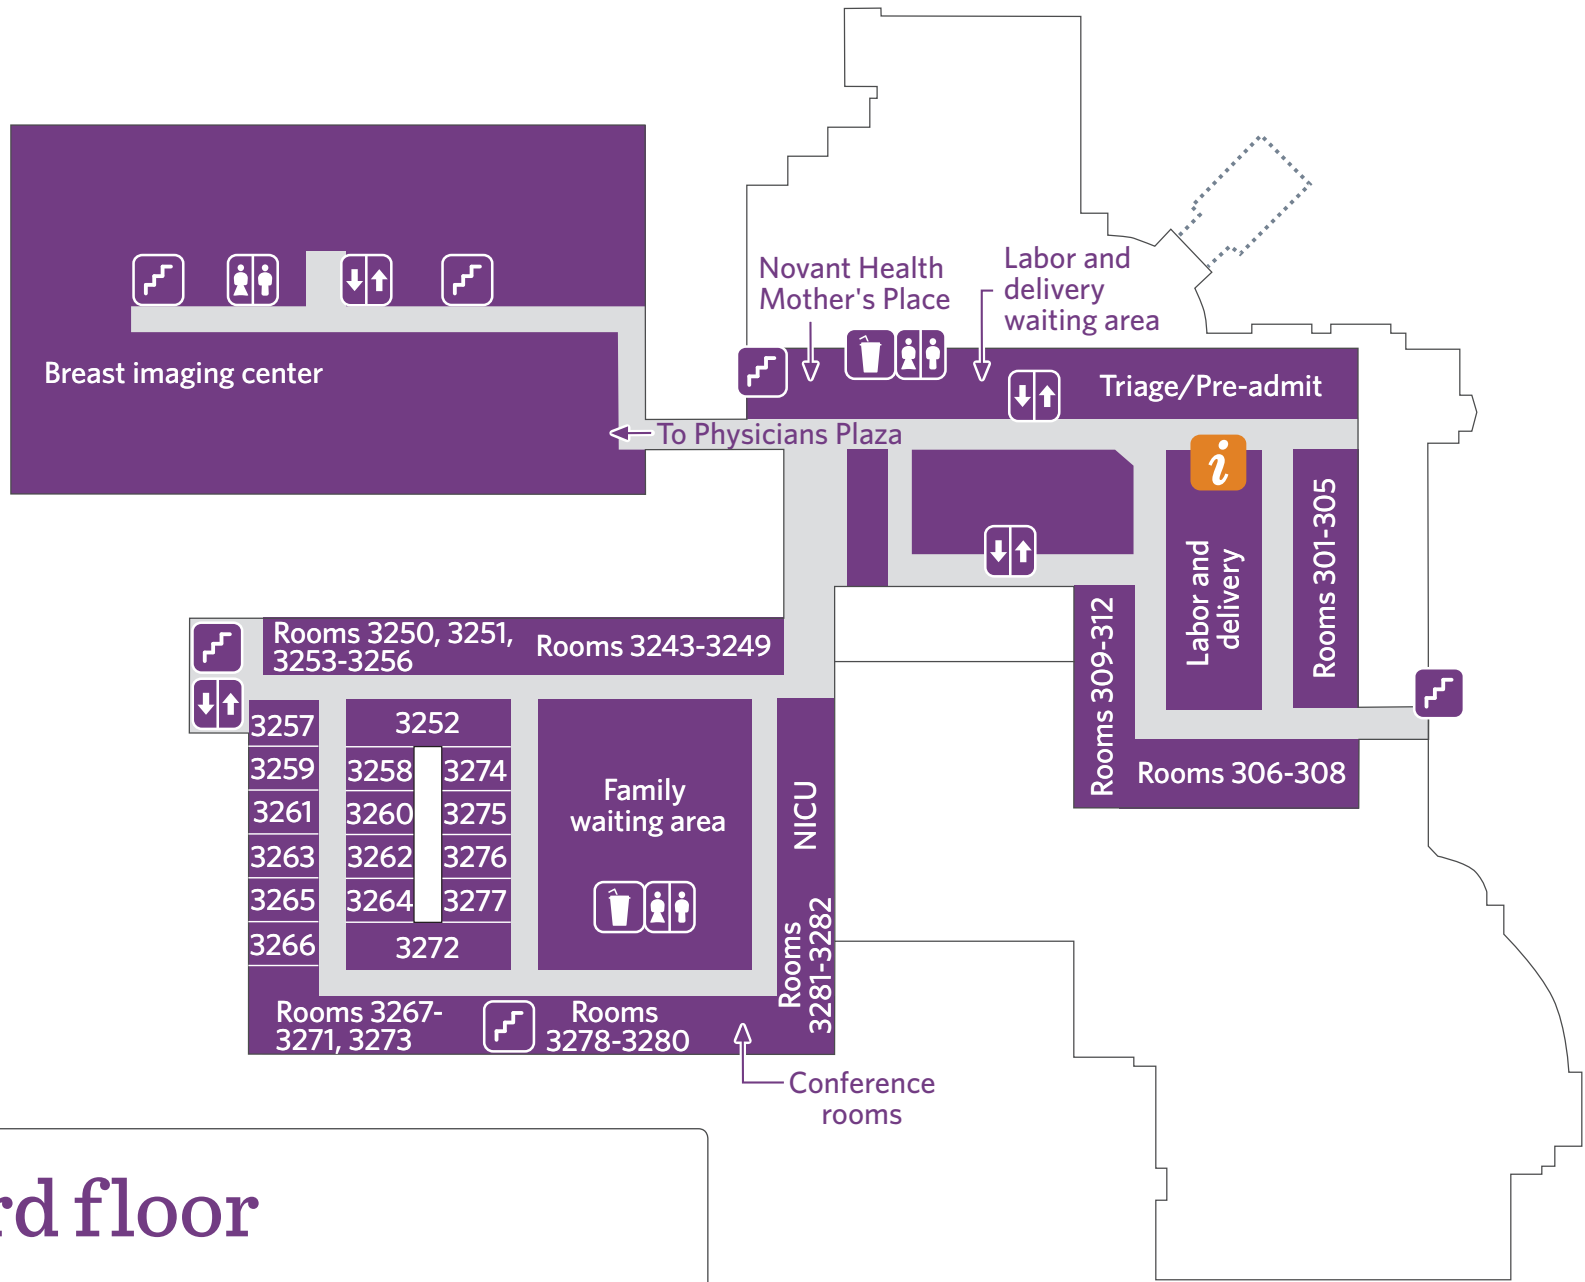 Novant Health
Mother's Place
Labor and
delivery
waiting area
Breast imaging center
Triage/Pre-admit
To Physicians Plaza
i
Labor and
delivery
Rooms 301-305
Rooms 309-312
Rooms 306-308
Rooms 3250, 3251,
3253-3256
Rooms 3243-3249
3257
3259
3261
3263
3265
3266
3252
3258
3274
3260
3275
3262
3276
3264
3277
3272
Family
waiting area
NICU
Rooms
3281-3282
Rooms 3267-
3271, 3273
Rooms
3278-3280
Conference
rooms
rd floor